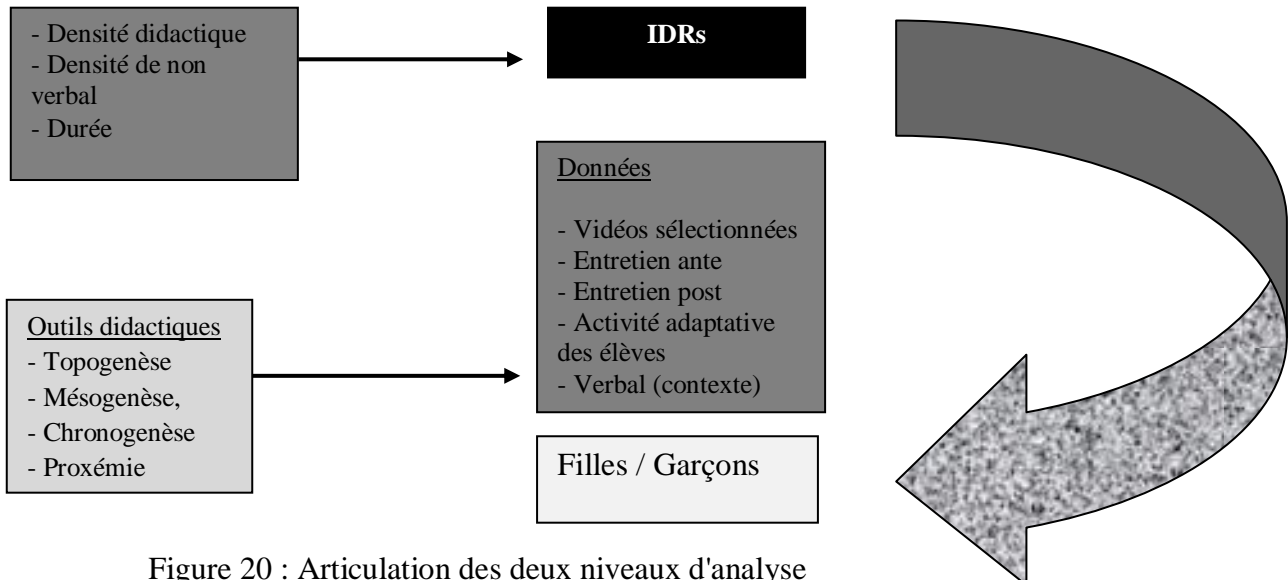 - Densité didactique
- Densité de non
verbal
- Durée
IDRs
Données
- Vidéos sélectionnées
- Entretien ante
- Entretien post
- Activité adaptative
des élèves
- Verbal (contexte)
Outils didactiques
- Topogenèse
- Mésogenèse,
- Chronogenèse
- Proxémie
Filles / Garçons
Figure 20 : Articulation des deux niveaux d'analyse